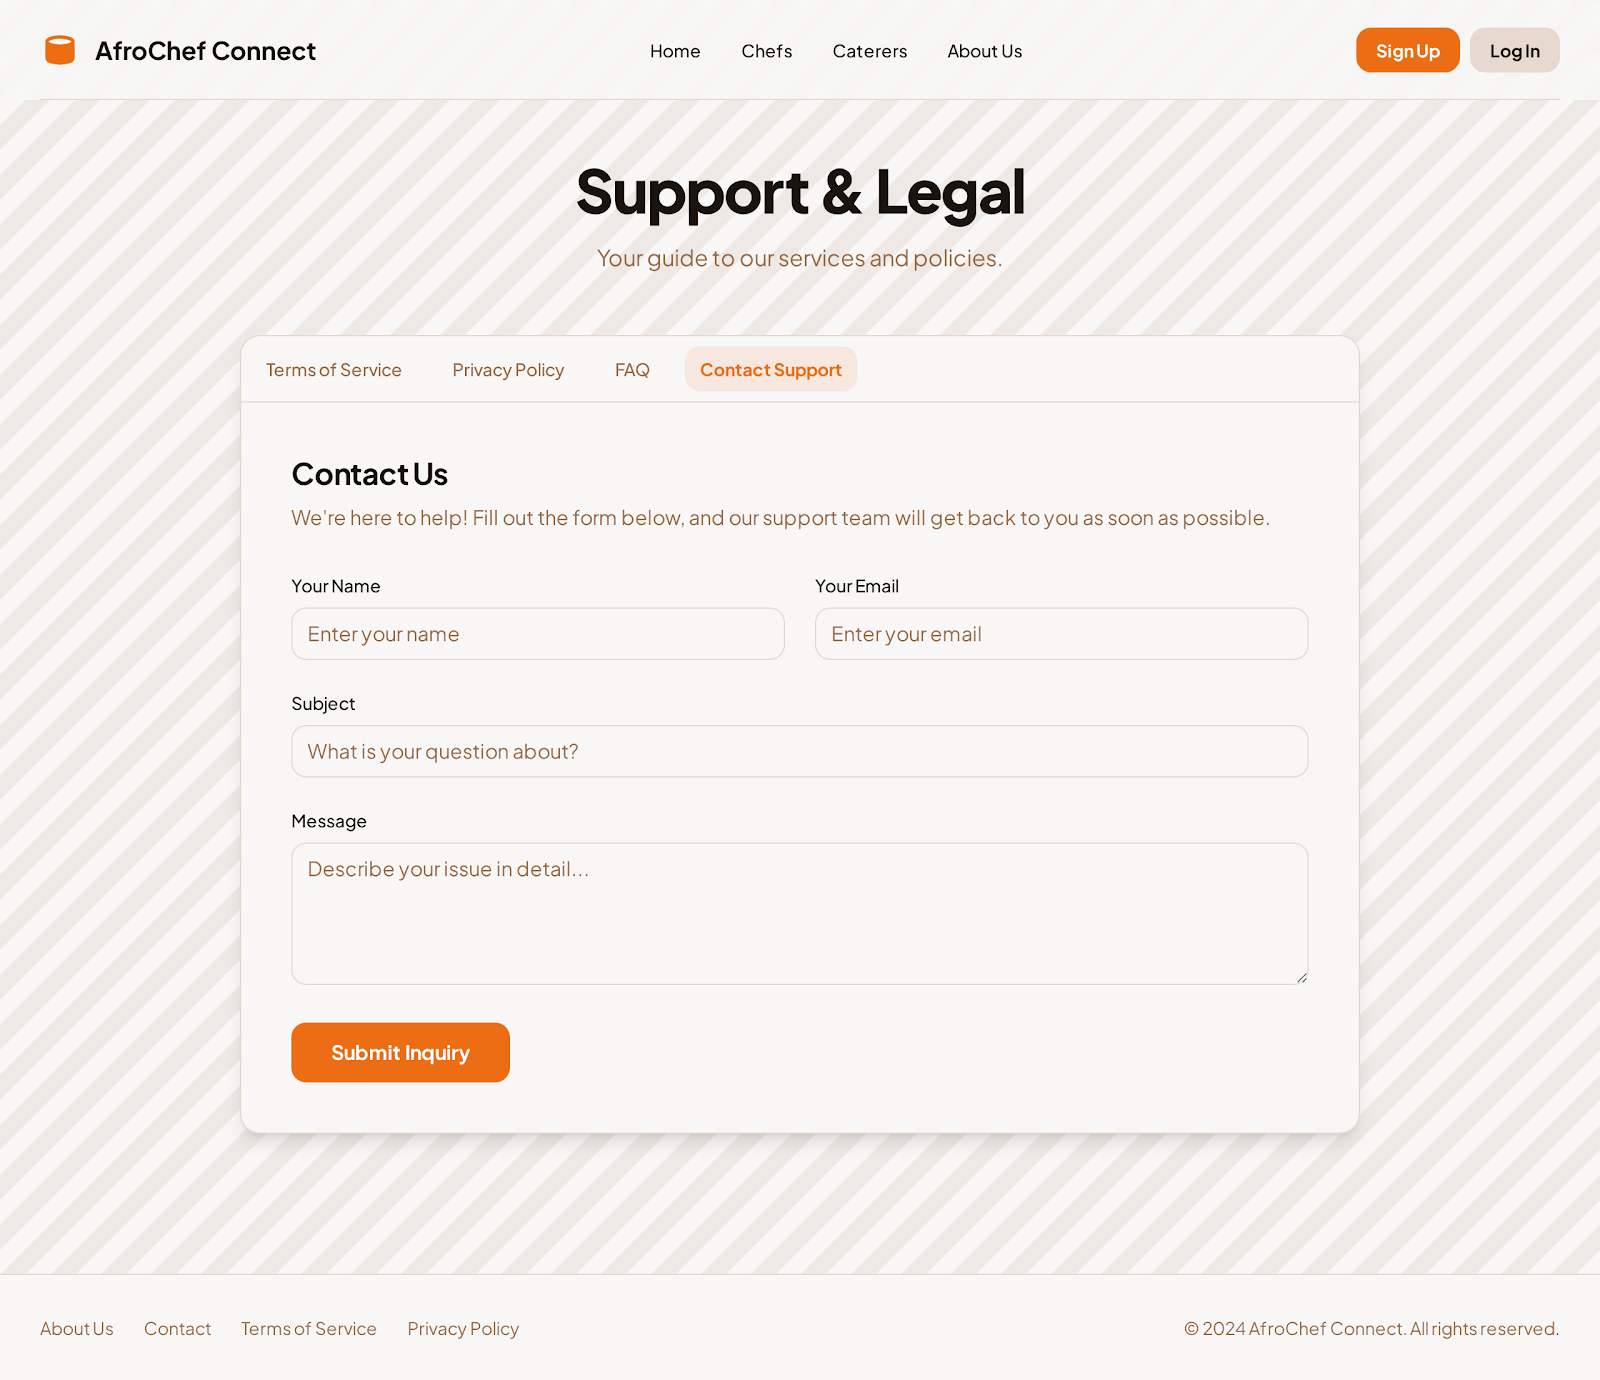 AfroChef Connect
Home
Chefs
Caterers
About Us
Sign Up
Log In
Support & Legal
Your guide to our services and policies.
Terms of Service
Privacy Policy
FAQ
Contact Support
Contact Us
We're here to help! Fill out the form below, and our support team will get back to you as soon as possible.
Your Name
Your Email
Enter your name
Enter your email
Subject
What is your question about?
Message
Describe your issue in detail...
Submit Inquiry
About Us
Contact
Terms of Service
Privacy Policy
© 2024 AfroChef Connect. All rights reserved.